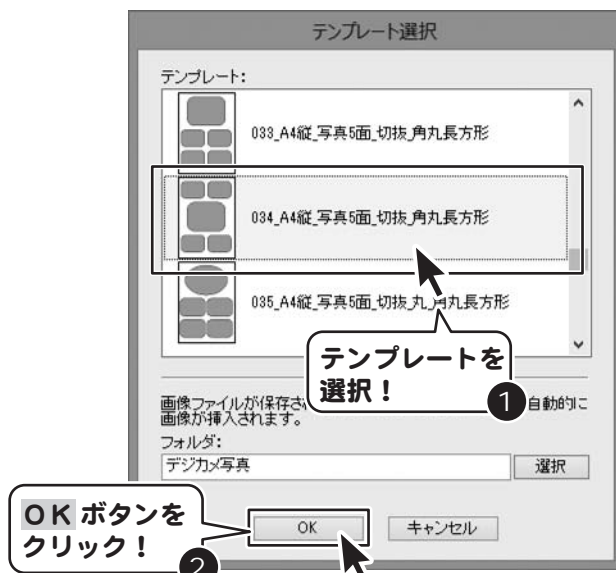 テンプレート選択
テンプレート:
033_A4縦_写真5面_切抜_角丸長方形
034_A4縦_写真5面_切抜_角丸長方形
035_A4縦_写真5面_切抜_丸_角丸長方形
テンプレートを
選択！
1
画像ファイルが保存さ
自動的に
画像が挿入されます。
フォルダ:
デジカメ写真
選択
OKボタンを
クリック！
2
OK
キャンセル